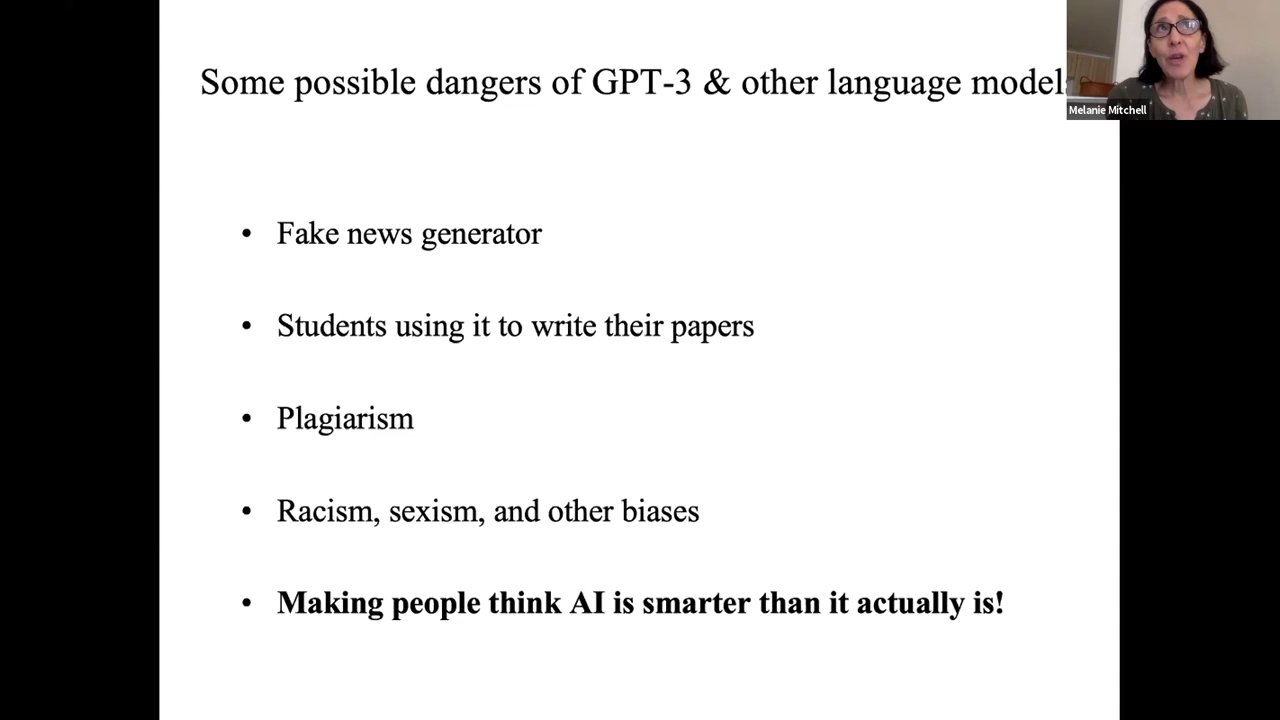 Some possible dangers of GPT-3 & other language models
Melanie Mitchell
• Fake news generator
• Students using it to write their papers
• Plagiarism
• Racism, sexism, and other biases
• Making people think AI is smarter than it actually is!